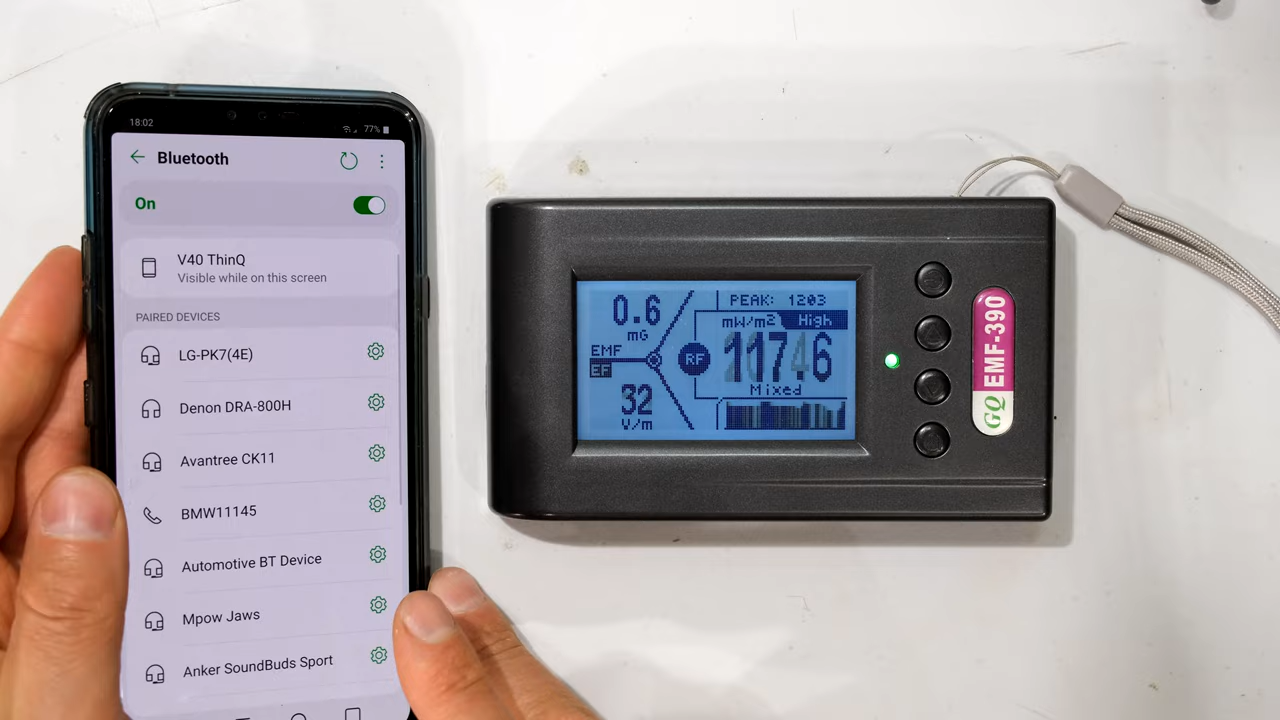 18:02
77%
Bluetooth
On
V40 ThinQ
Visible while on this screen
PAIRED DEVICES
LG-PK7(4E)
Denon DRA-800H
Avantree CK11
BMW11145
Automotive BT Device
Mpow Jaws
Anker SoundBuds Sport
0.6
mG
EMF
EF
32
V/m
PEAK: 1203
mW/m²
High
RF
Mixed
GQ EMF-390